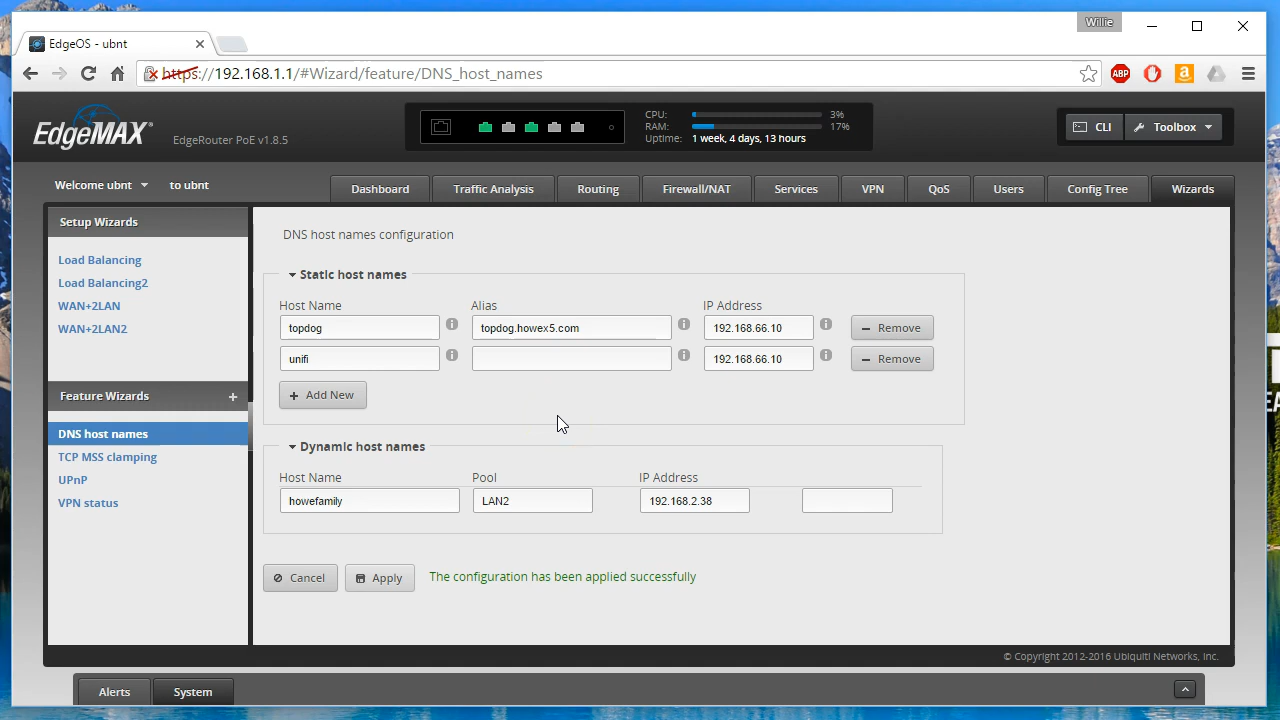 Willie
EdgeOS - ubnt
https://192.168.1.1/#Wizard/feature/DNS_host_names
ABP
EdgeMAX
EdgeRouter PoE v1.8.5
CPU: 3%
RAM: 17%
Uptime: 1 week, 4 days, 13 hours
CLI
Toolbox
Welcome ubnt to ubnt
Dashboard Traffic Analysis Routing Firewall/NAT Services VPN QoS Users Config Tree Wizards
Setup Wizards
Load Balancing
Load Balancing2
WAN+2LAN
WAN+2LAN2
Feature Wizards +
DNS host names
TCP MSS clamping
UPnP
VPN status
DNS host names configuration
Static host names
Host Name Alias IP Address
topdog topdog.howex5.com 192.168.66.10 Remove
unifi 192.168.66.10 Remove
+ Add New
Dynamic host names
Host Name Pool IP Address
howefamily LAN2 192.168.2.38
Cancel Apply The configuration has been applied successfully
© Copyright 2012-2016 Ubiquiti Networks, Inc.
Alerts System